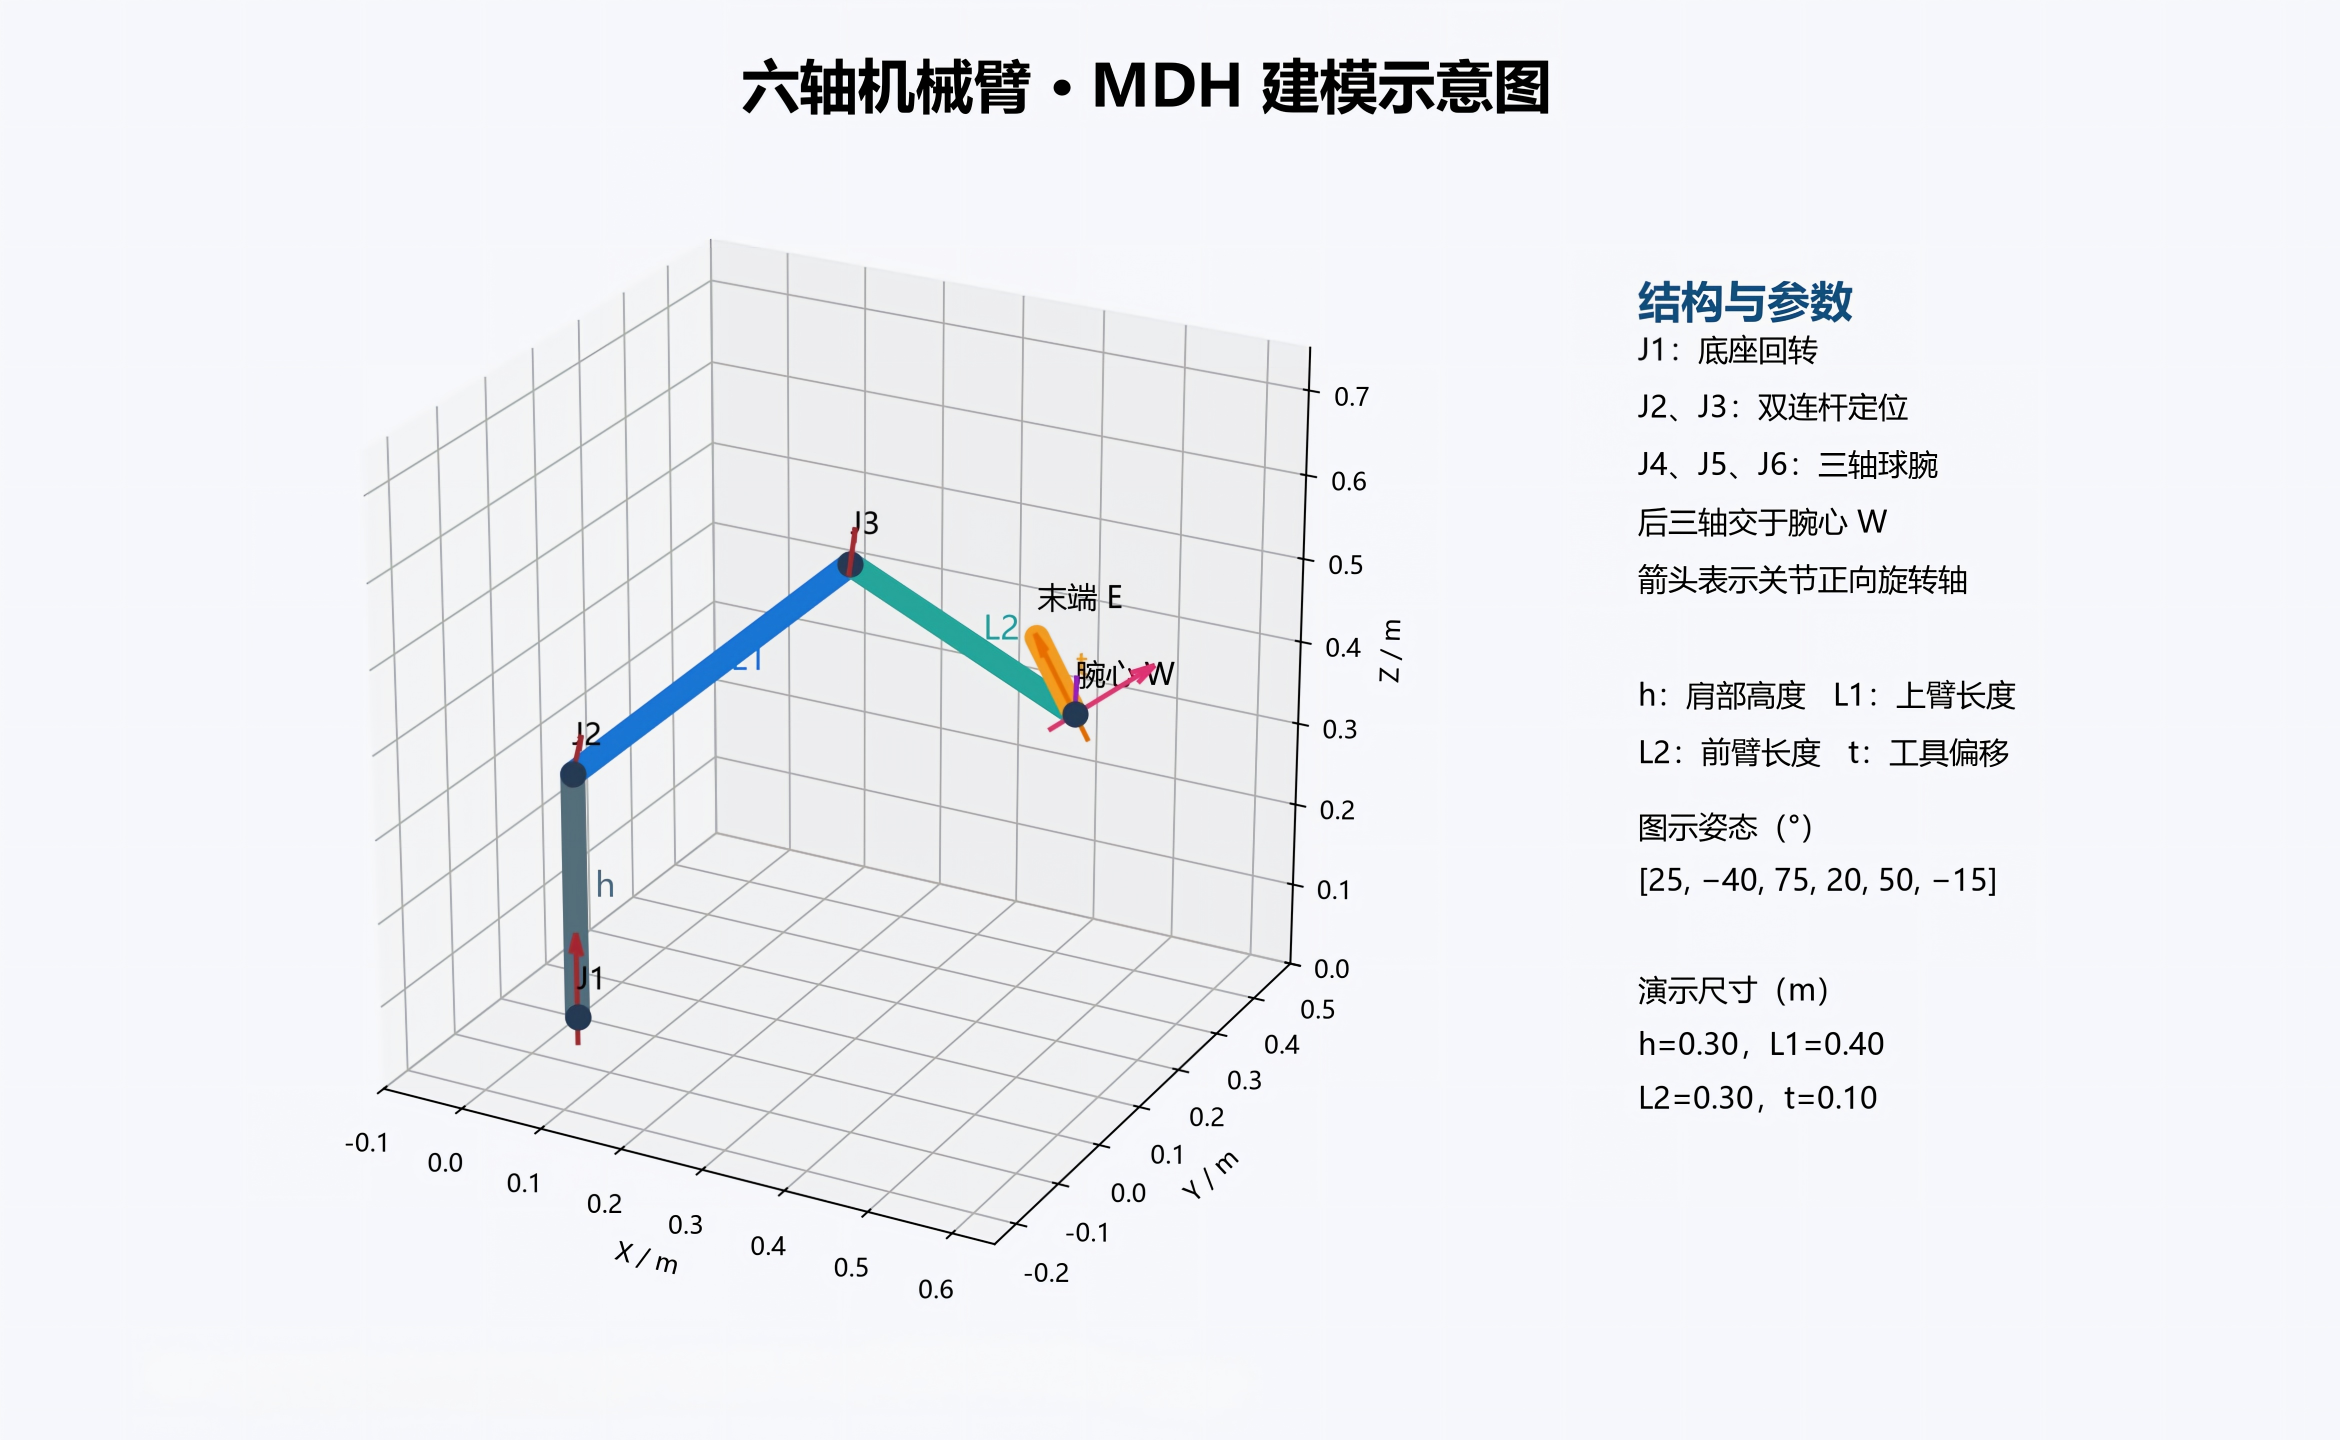 六轴机械臂 • MDH 建模示意图
J3
末端 E
L2
t
腕心 W
L1
J2
h
J1
0.7
0.6
0.5
0.4
0.3
0.2
0.1
0.0
Z / m
0.5
0.4
0.3
0.2
0.1
0.0
-0.1
-0.2
Y / m
-0.1
0.0
0.1
0.2
0.3
0.4
0.5
0.6
X / m
结构与参数
J1：底座回转
J2、J3：双连杆定位
J4、J5、J6：三轴球腕
后三轴交于腕心 W
箭头表示关节正向旋转轴
h：肩部高度 L1：上臂长度
L2：前臂长度 t：工具偏移
图示姿态（°）
[25, −40, 75, 20, 50, −15]
演示尺寸（m）
h=0.30，L1=0.40
L2=0.30，t=0.10